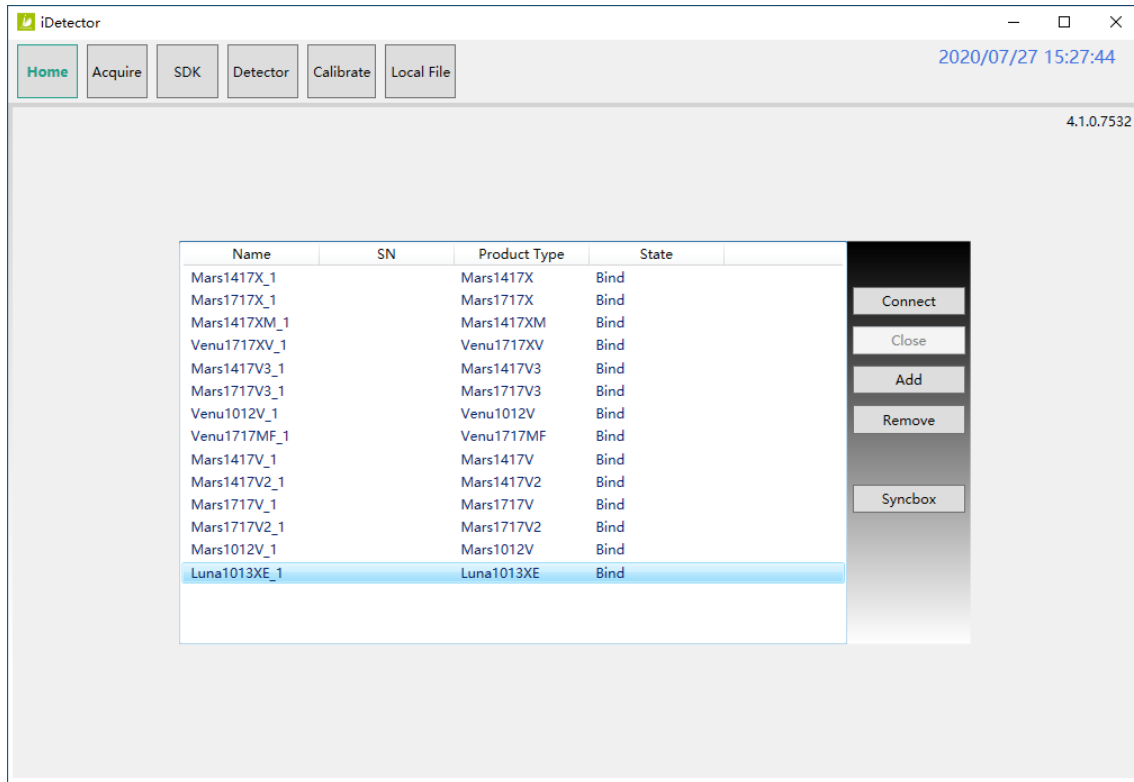 iDetector
Home Acquire SDK Detector Calibrate Local File 2020/07/27 15:27:44
4.1.0.7532
Name SN Product Type State
Mars1417X_1 Mars1417X Bind
Mars1717X_1 Mars1717X Bind
Mars1417XM_1 Mars1417XM Bind
Venu1717XV_1 Venu1717XV Bind
Mars1417V3_1 Mars1417V3 Bind
Mars1717V3_1 Mars1717V3 Bind
Venu1012V_1 Venu1012V Bind
Venu1717MF_1 Venu1717MF Bind
Mars1417V_1 Mars1417V Bind
Mars1417V2_1 Mars1417V2 Bind
Mars1717V_1 Mars1717V Bind
Mars1717V2_1 Mars1717V2 Bind
Mars1012V_1 Mars1012V Bind
Luna1013XE_1 Luna1013XE Bind
Connect
Close
Add
Remove
Syncbox